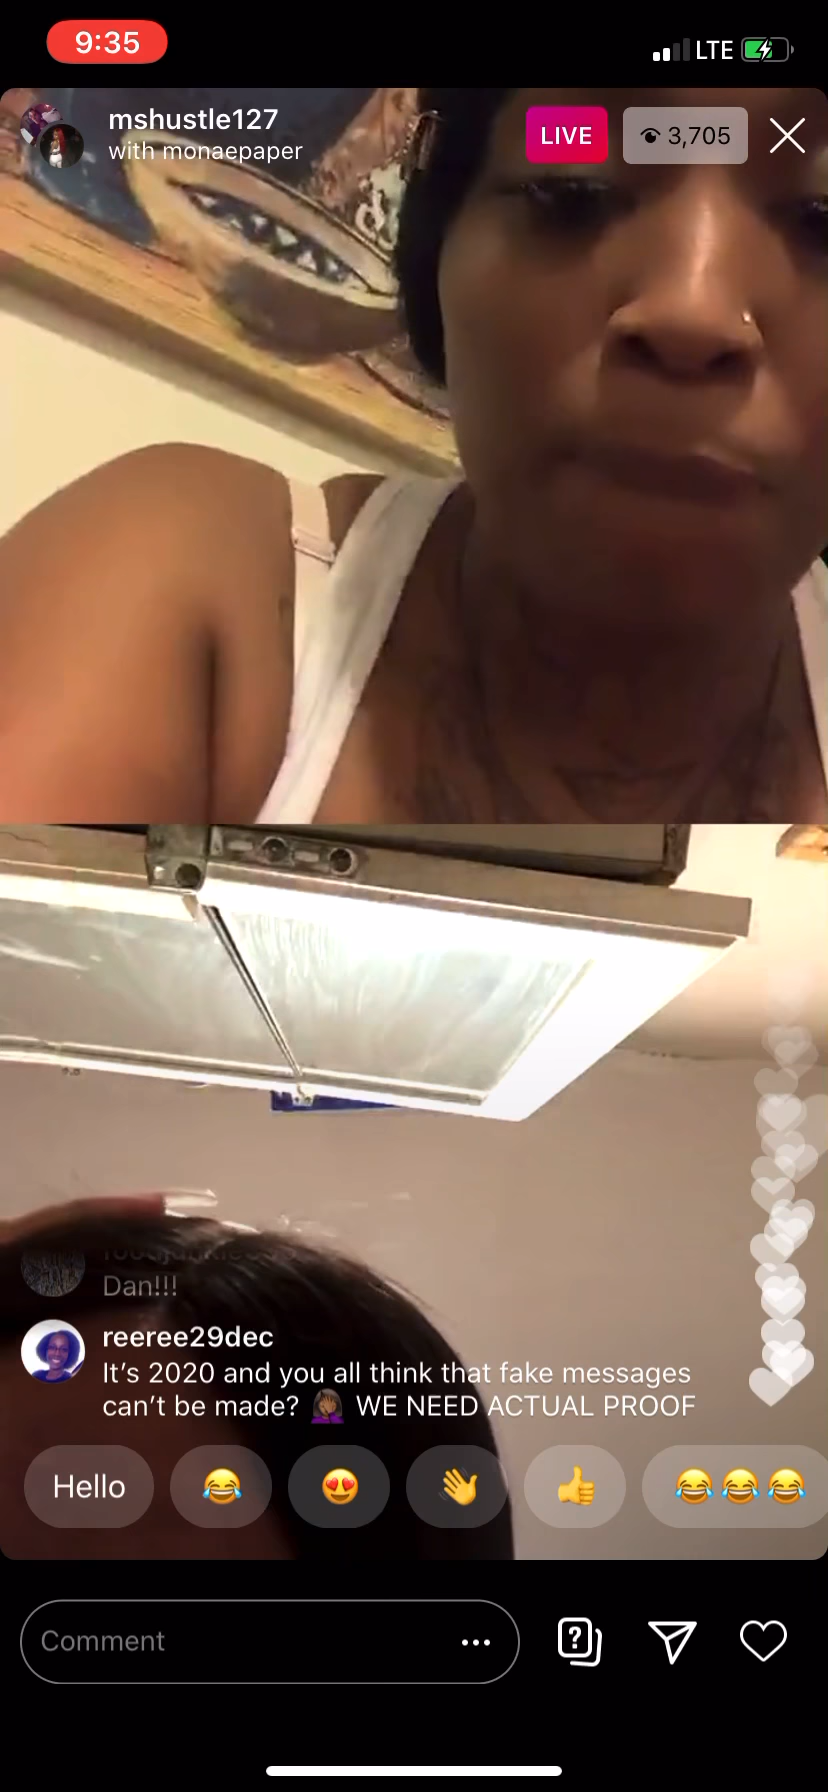 9:35
LTE
mshustle127
with monaepaper
LIVE
3,705
Dan!!!
reeree29dec
It's 2020 and you all think that fake messages
can't be made? 🤦🏾‍♀️ WE NEED ACTUAL PROOF
Hello 😂 😍 👋 👍 😂😂😂
Comment